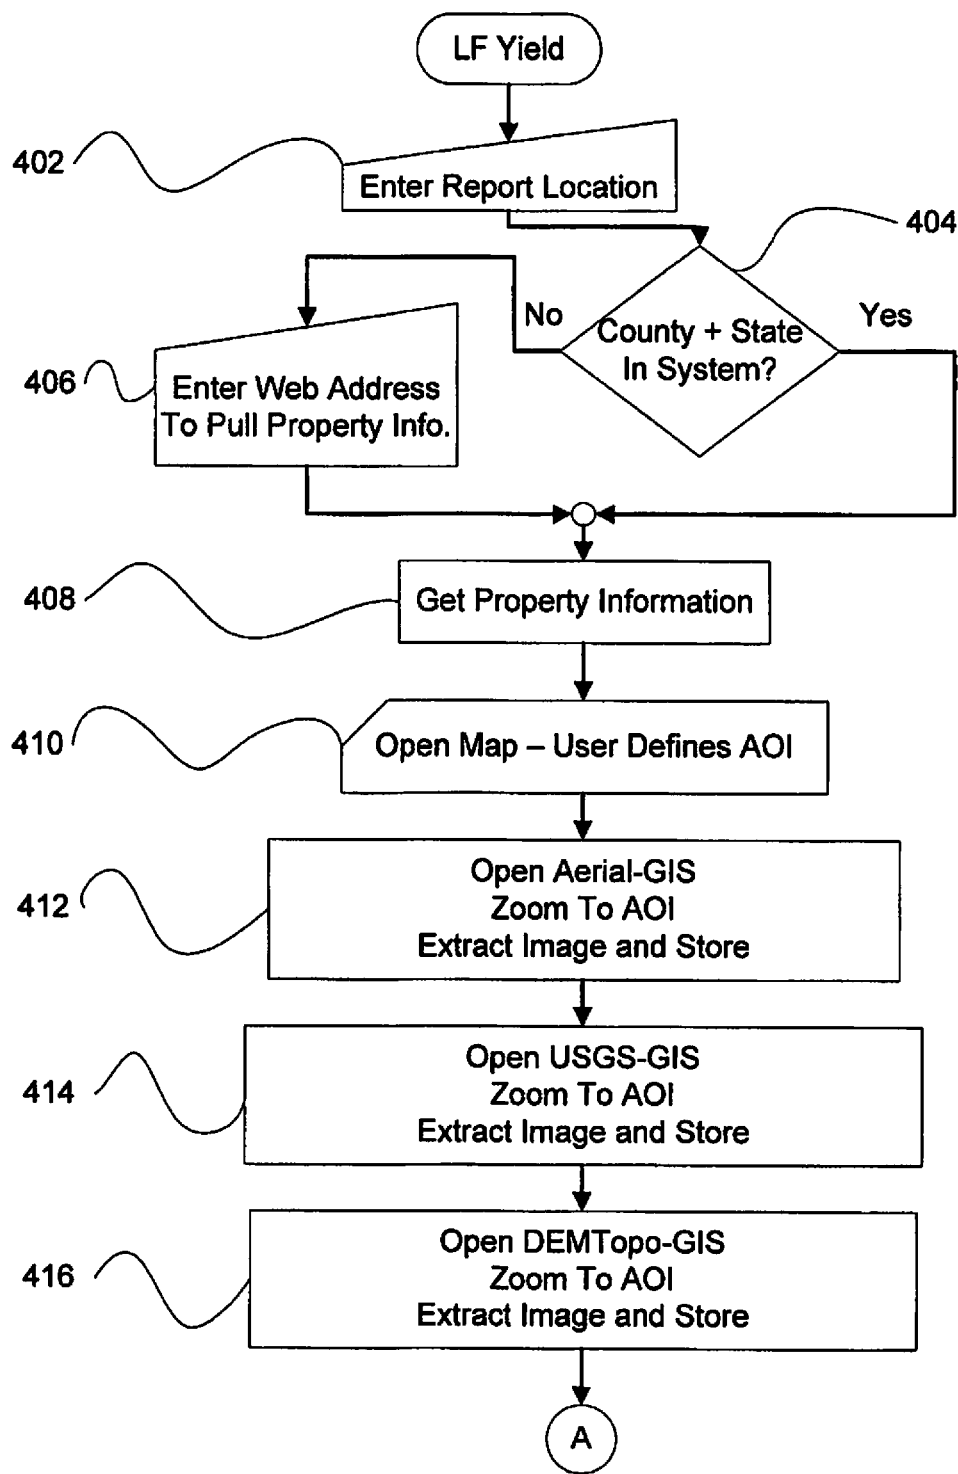 LF Yield
402
Enter Report Location
404
No
County + State
In System?
Yes
406
Enter Web Address
To Pull Property Info.
408
Get Property Information
410
Open Map – User Defines AOI
412
Open Aerial-GIS
Zoom To AOI
Extract Image and Store
414
Open USGS-GIS
Zoom To AOI
Extract Image and Store
416
Open DEMTopo-GIS
Zoom To AOI
Extract Image and Store
A